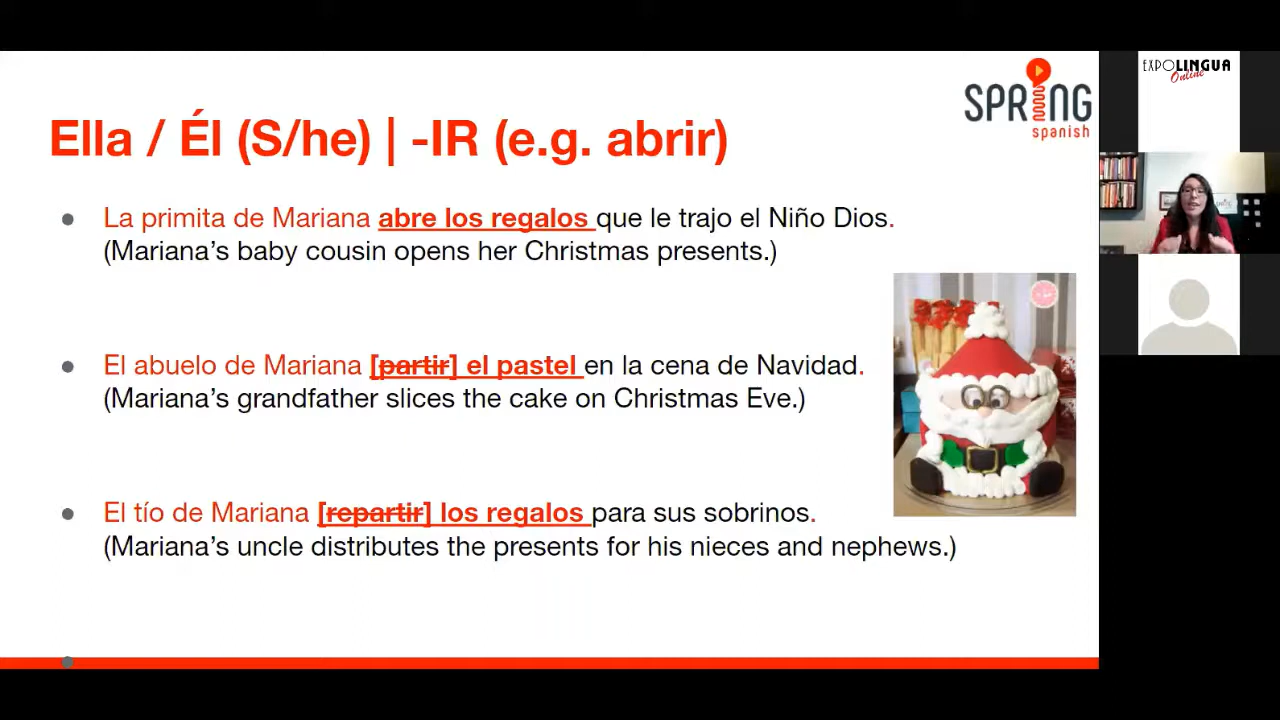 SPRING
spanish
EXPOLINGUA
Online
Ella / Él (S/he) | -IR (e.g. abrir)
La primita de Mariana abre los regalos que le trajo el Niño Dios.
(Mariana’s baby cousin opens her Christmas presents.)
El abuelo de Mariana [partir] el pastel en la cena de Navidad.
(Mariana’s grandfather slices the cake on Christmas Eve.)
El tío de Mariana [repartir] los regalos para sus sobrinos.
(Mariana’s uncle distributes the presents for his nieces and nephews.)